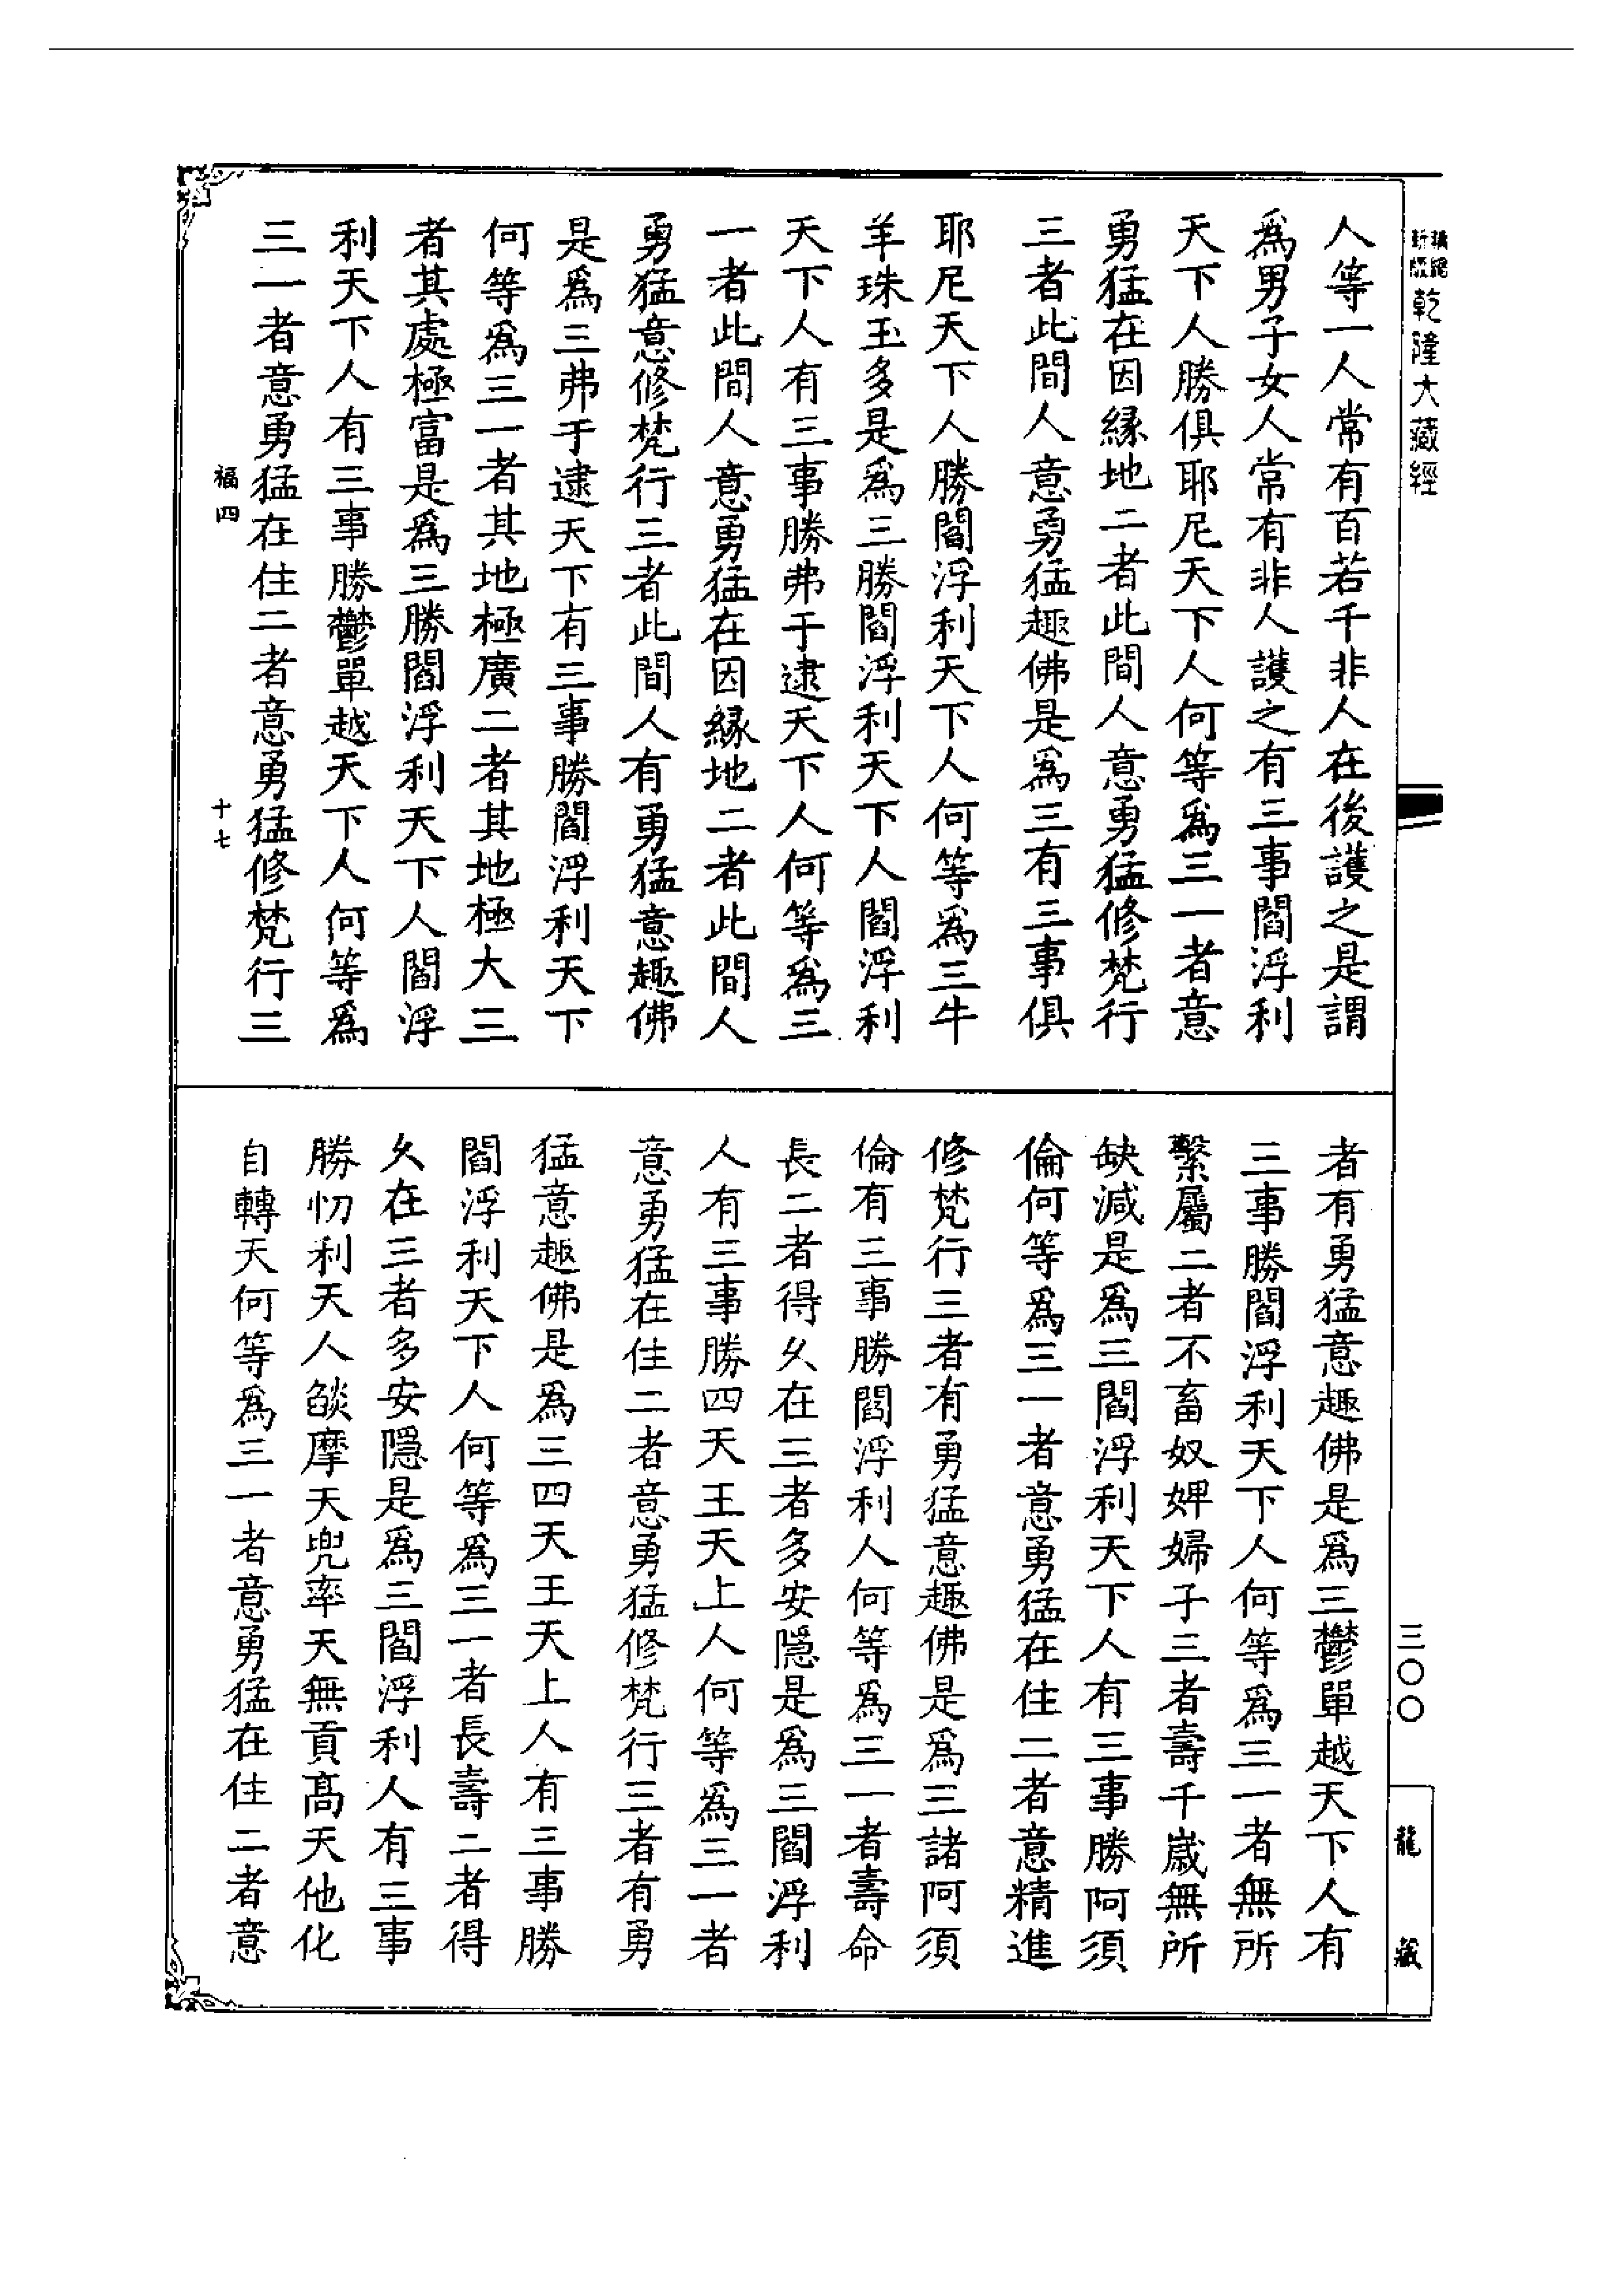 乾隆大藏經
三〇〇
龍藏
人等一人常有百若千非人在後護之是謂
爲男子女人常有非人護之有三事閻浮利
天下人勝俱耶尼天下人何等爲三一者意
勇猛在因緣地二者此間人意勇猛修梵行
三者此間人意勇猛趣佛是爲三有三事俱
耶尼天下人勝閻浮利天下人何等爲三牛
羊珠玉多是爲三勝閻浮利天下人閻浮利
天下人有三事勝弗于逮天下人何等爲三
一者此間人意勇猛在因緣地二者此間人
勇猛意修梵行三者此間人有勇猛意趣佛
是爲三弗于逮天下有三事勝閻浮利天下
何等爲三一者其地極廣二者其地極大三
者其處極富是爲三勝閻浮利天下人閻浮
利天下人有三事勝鬱單越天下人何等爲
三一者意勇猛在住二者意勇猛修梵行三
福四
十七
者有勇猛意趣佛是爲三鬱單越天下人有
三事勝閻浮利天下人何等爲三一者無所
繫屬二者不畜奴婢婦子三者壽千歲無所
缺減是爲三閻浮利天下人有三事勝阿須
倫何等爲三一者意勇猛在住二者意精進
修梵行三者有勇猛意趣佛是爲三諸阿須
倫有三事勝閻浮利人何等爲三一者壽命
長二者得久在三者多安隱是爲三閻浮利
人有三事勝四天王天上人何等爲三一者
意勇猛在住二者意勇猛修梵行三者有勇
猛意趣佛是爲三四天王天上人有三事勝
閻浮利天下人何等爲三一者長壽二者得
久在三者多安隱是爲三閻浮利人有三事
勝忉利天人燄摩天兜率天無貢高天他化
自轉天何等爲三一者意勇猛在住二者意